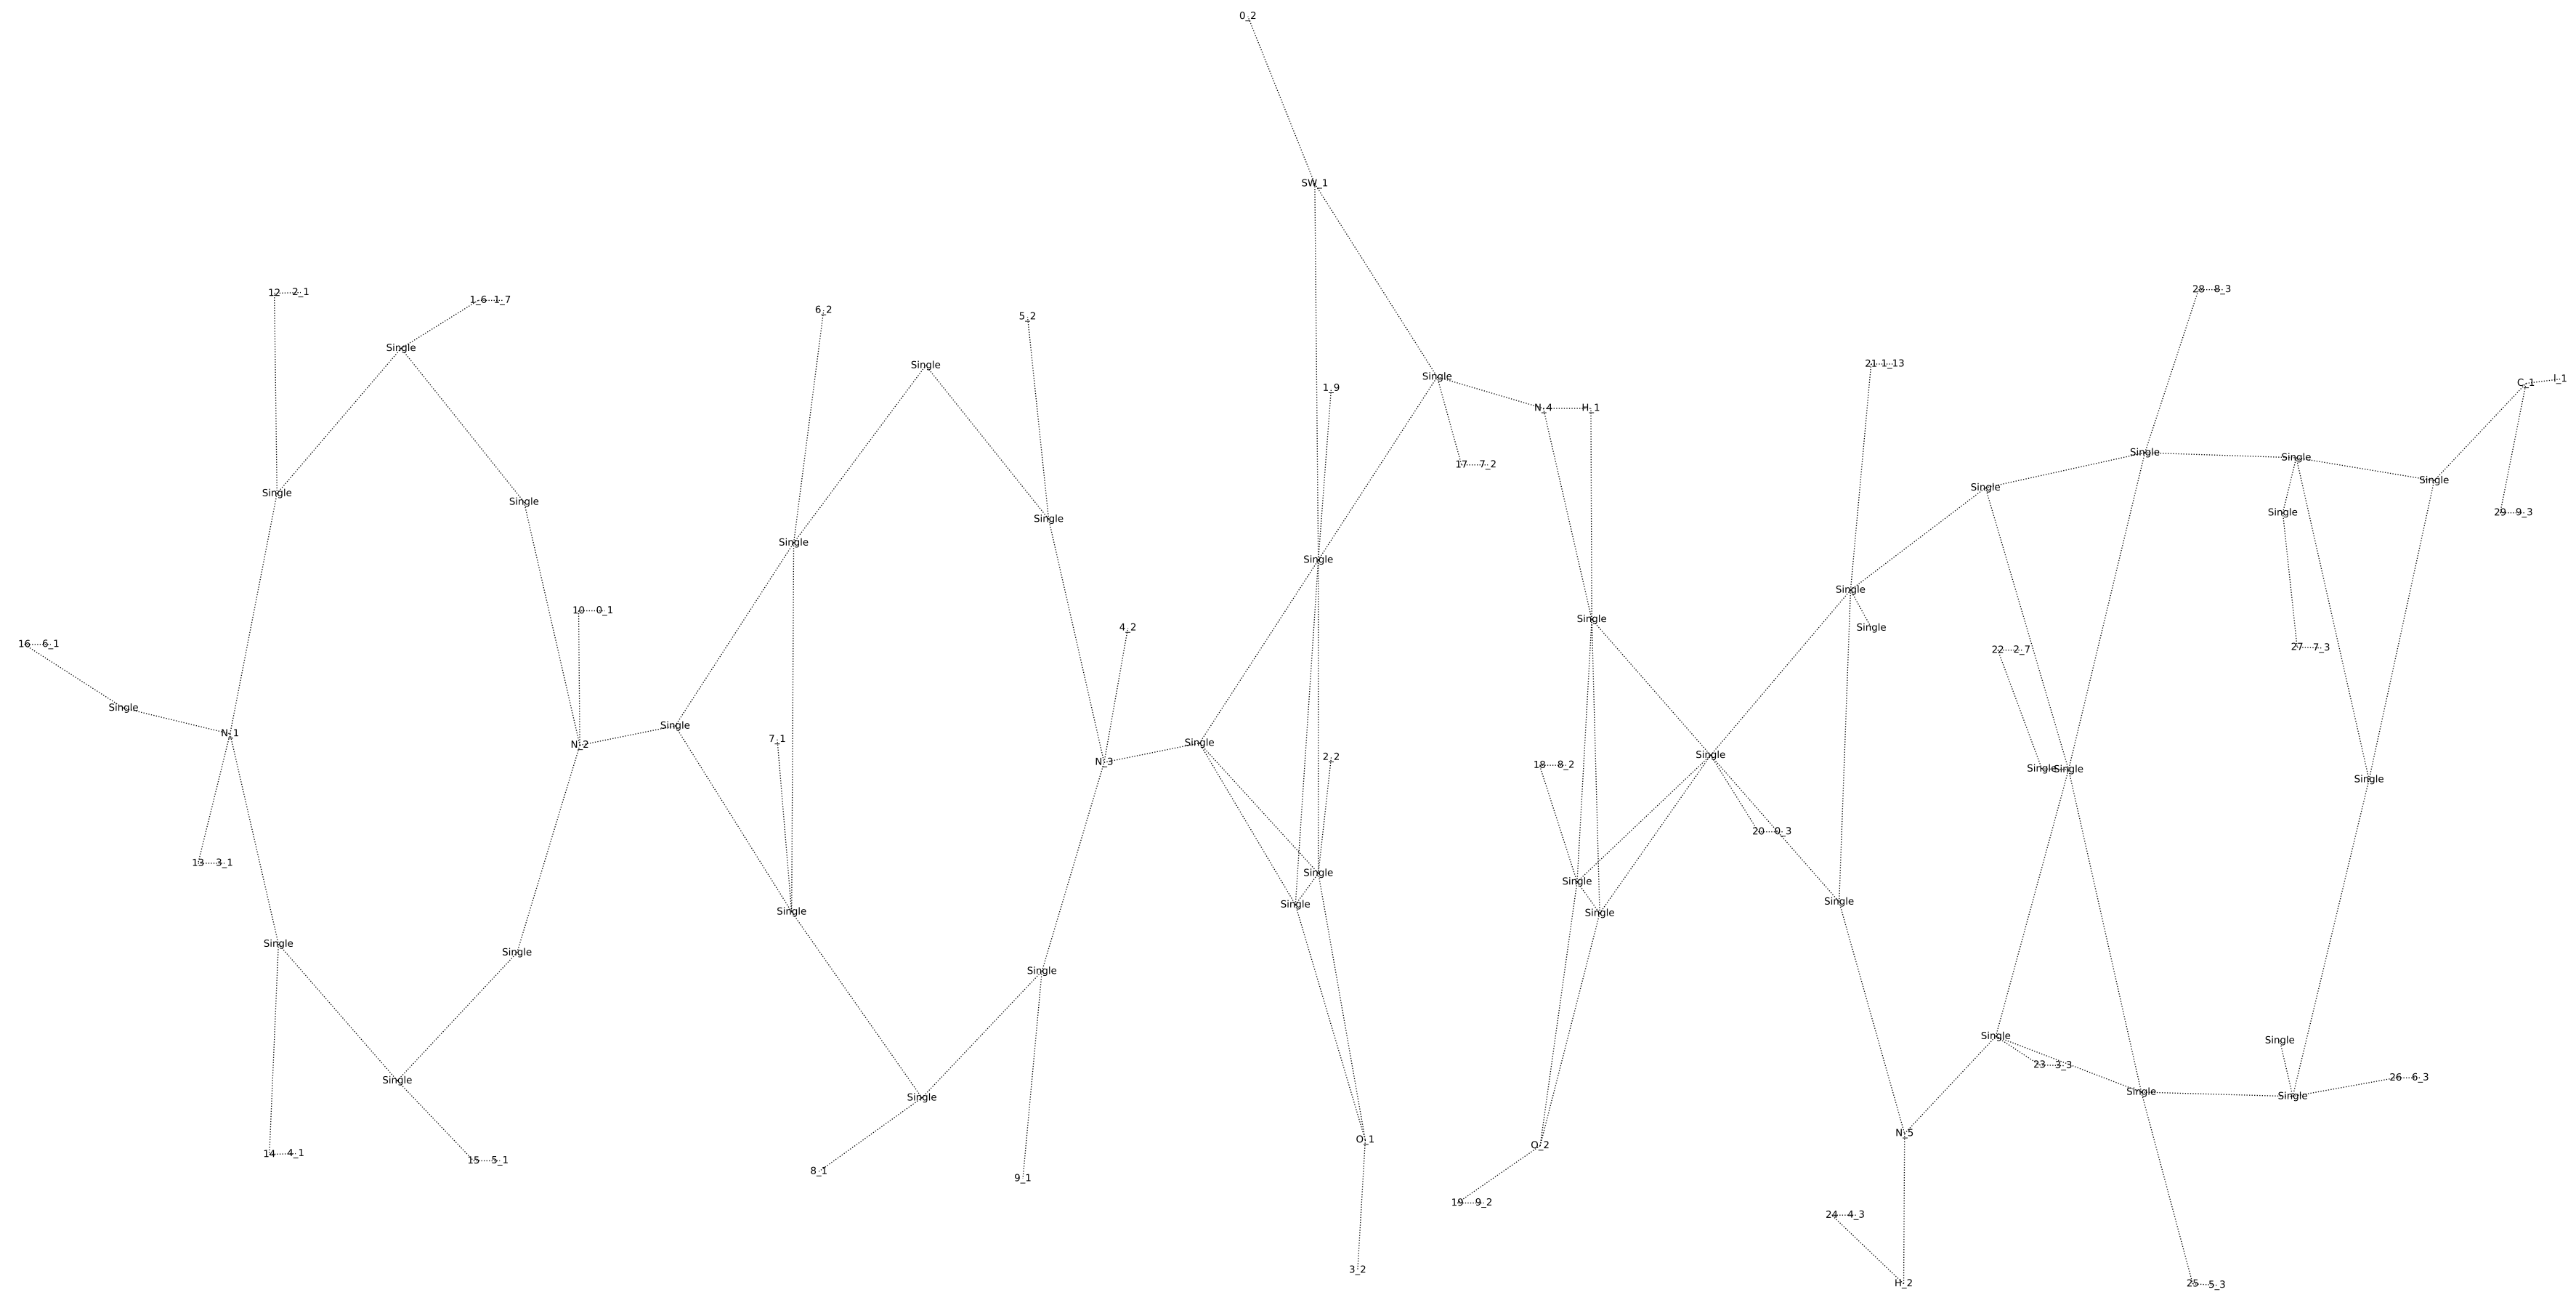 0_2
SW_1
28 8_3
12 2_1
1_6 1_7
6_2
5_2
Single
21 1_13
Single
Single
I_1
C_1
1_9
N_4 H_1
Single
Single
17 7_2
Single
Single
Single
Single
29 9_3
Single
Single
Single
Single
Single
10 0_1
Single
4_2
Single
16 6_1
27 7_3
22 2_7
Single
Single
N_1
7_1
Single
N_2
Single
2_2
N_3
18 8_2
Single Single
Single
20 0_3
13 3_1
Single
Single
Single
Single
Single
Single
Single
Single
Single
Single
Single
23 3_3
26 6_3
Single
Single
Single
Single
N_5
O_1
O_2
14 4_1
15 5_1
8_1
9_1
19 9_2
24 4_3
3_2
H_2
25 5_3